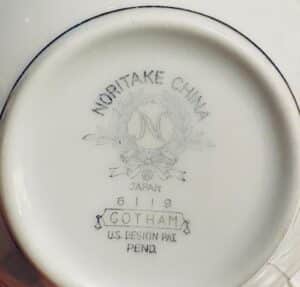 NORITAKE CHINA
N
JAPAN
6119
GOTHAM
U.S. DESIGN PAT.
PEND.